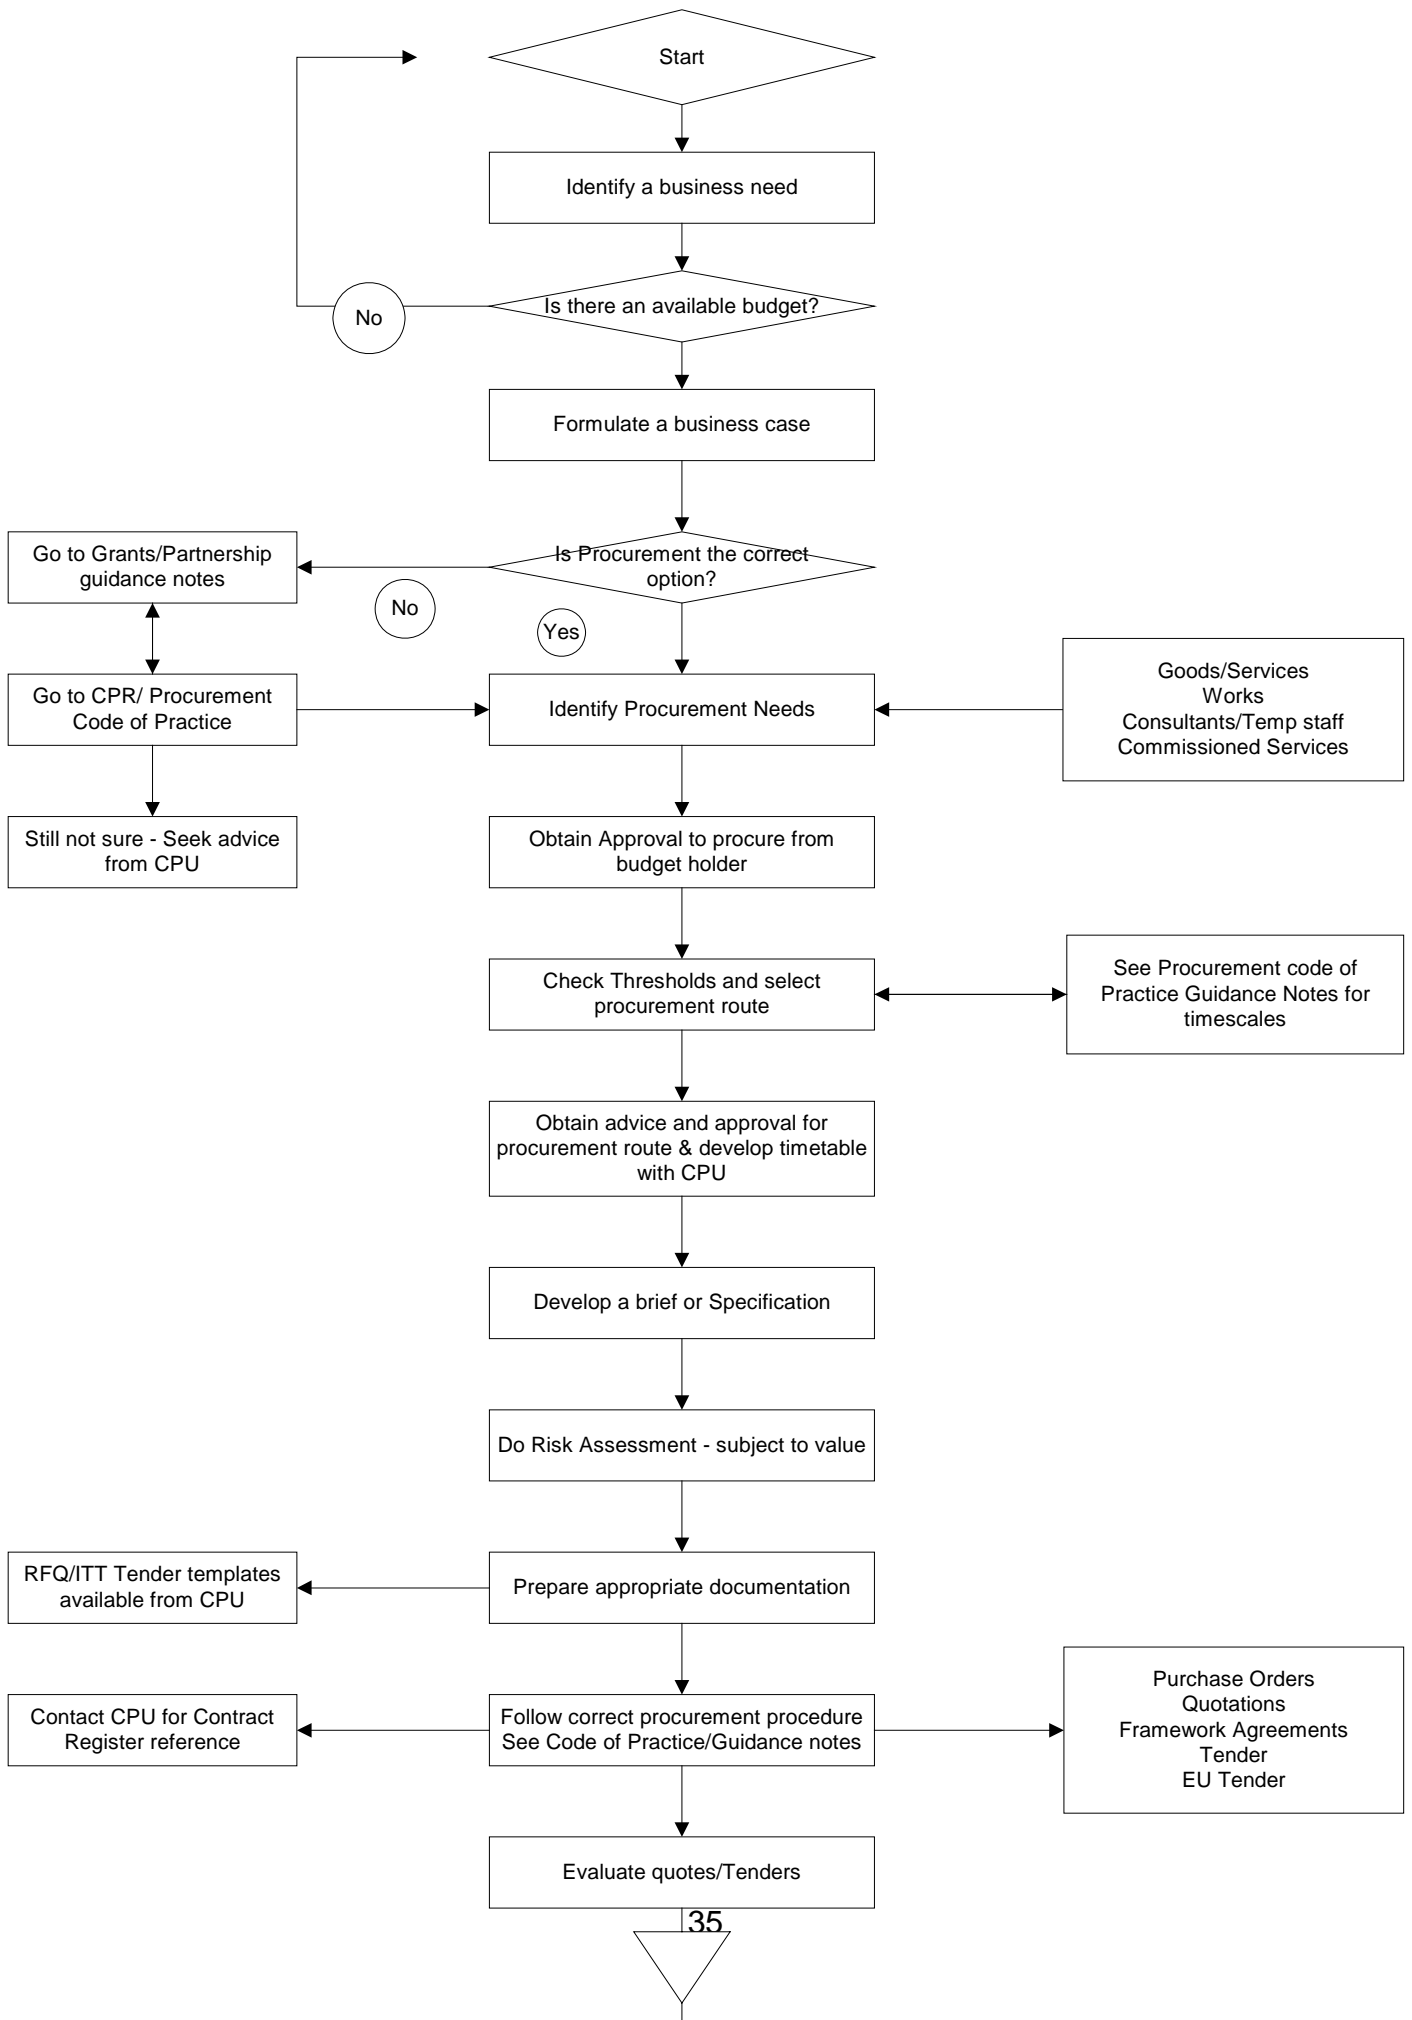 Start
Identify a business need
Is there an available budget?
No
Formulate a business case
Go to Grants/Partnership
guidance notes
Is Procurement the correct
option?
No
Yes
Go to CPR/ Procurement
Code of Practice
Identify Procurement Needs
Goods/Services
Works
Consultants/Temp staff
Commissioned Services
Still not sure - Seek advice
from CPU
Obtain Approval to procure from
budget holder
Check Thresholds and select
procurement route
See Procurement code of
Practice Guidance Notes for
timescales
Obtain advice and approval for
procurement route & develop timetable
with CPU
Develop a brief or Specification
Do Risk Assessment - subject to value
RFQ/ITT Tender templates
available from CPU
Prepare appropriate documentation
Contact CPU for Contract
Register reference
Follow correct procurement procedure
See Code of Practice/Guidance notes
Purchase Orders
Quotations
Framework Agreements
Tender
EU Tender
Evaluate quotes/Tenders
35